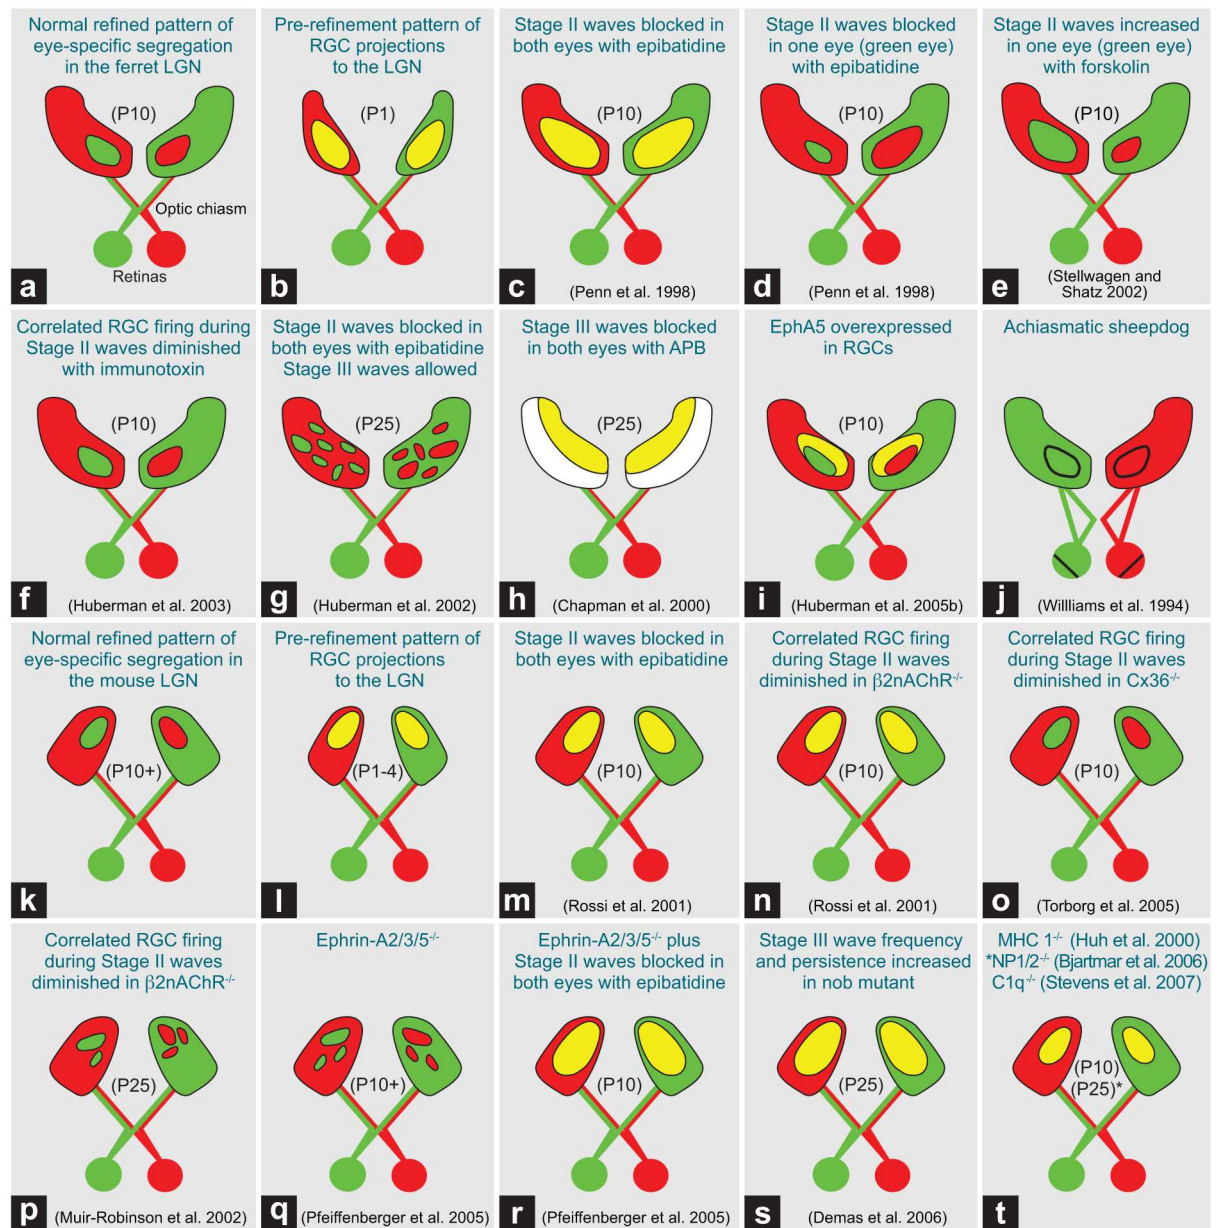 Normal refined pattern of
eye-specific segregation
in the ferret LGN
(P10)
Optic chiasm
Retinas
a
Pre-refinement pattern of
RGC projections
to the LGN
(P1)
b
Stage II waves blocked in
both eyes with epibatidine
(P10)
c
(Penn et al. 1998)
Stage II waves blocked
in one eye (green eye)
with epibatidine
(P10)
d
(Penn et al. 1998)
Stage II waves increased
in one eye (green eye)
with forskolin
(P10)
e
(Stellwagen and
Shatz 2002)
Correlated RGC firing during
Stage II waves diminished
with immunotoxin
(P10)
f
(Huberman et al. 2003)
Stage II waves blocked in
both eyes with epibatidine
Stage III waves allowed
(P25)
g
(Huberman et al. 2002)
Stage III waves blocked
in both eyes with APB
(P25)
h
(Chapman et al. 2000)
EphA5 overexpressed
in RGCs
(P10)
i
(Huberman et al. 2005b)
Achiasmatic sheepdog
j
(Willliams et al. 1994)
Normal refined pattern of
eye-specific segregation in
the mouse LGN
(P10+)
k
Pre-refinement pattern of
RGC projections
to the LGN
(P1-4)
l
Stage II waves blocked in
both eyes with epibatidine
(P10)
m
(Rossi et al. 2001)
Correlated RGC firing
during Stage II waves
diminished in β2nAChR-/-
(P10)
n
(Rossi et al. 2001)
Correlated RGC firing
during Stage II waves
diminished in Cx36-/-
(P10)
o
(Torborg et al. 2005)
Correlated RGC firing
during Stage II waves
diminished in β2nAChR-/-
(P25)
p
(Muir-Robinson et al. 2002)
Ephrin-A2/3/5-/-
(P10+)
q
(Pfeiffenberger et al. 2005)
Ephrin-A2/3/5-/- plus
Stage II waves blocked in
both eyes with epibatidine
(P10)
r
(Pfeiffenberger et al. 2005)
Stage III wave frequency
and persistence increased
in nob mutant
(P25)
s
(Demas et al. 2006)
MHC 1-/- (Huh et al. 2000)
*NP1/2-/- (Bjartmar et al. 2006)
C1q-/- (Stevens et al. 2007)
(P10)
(P25)*
t